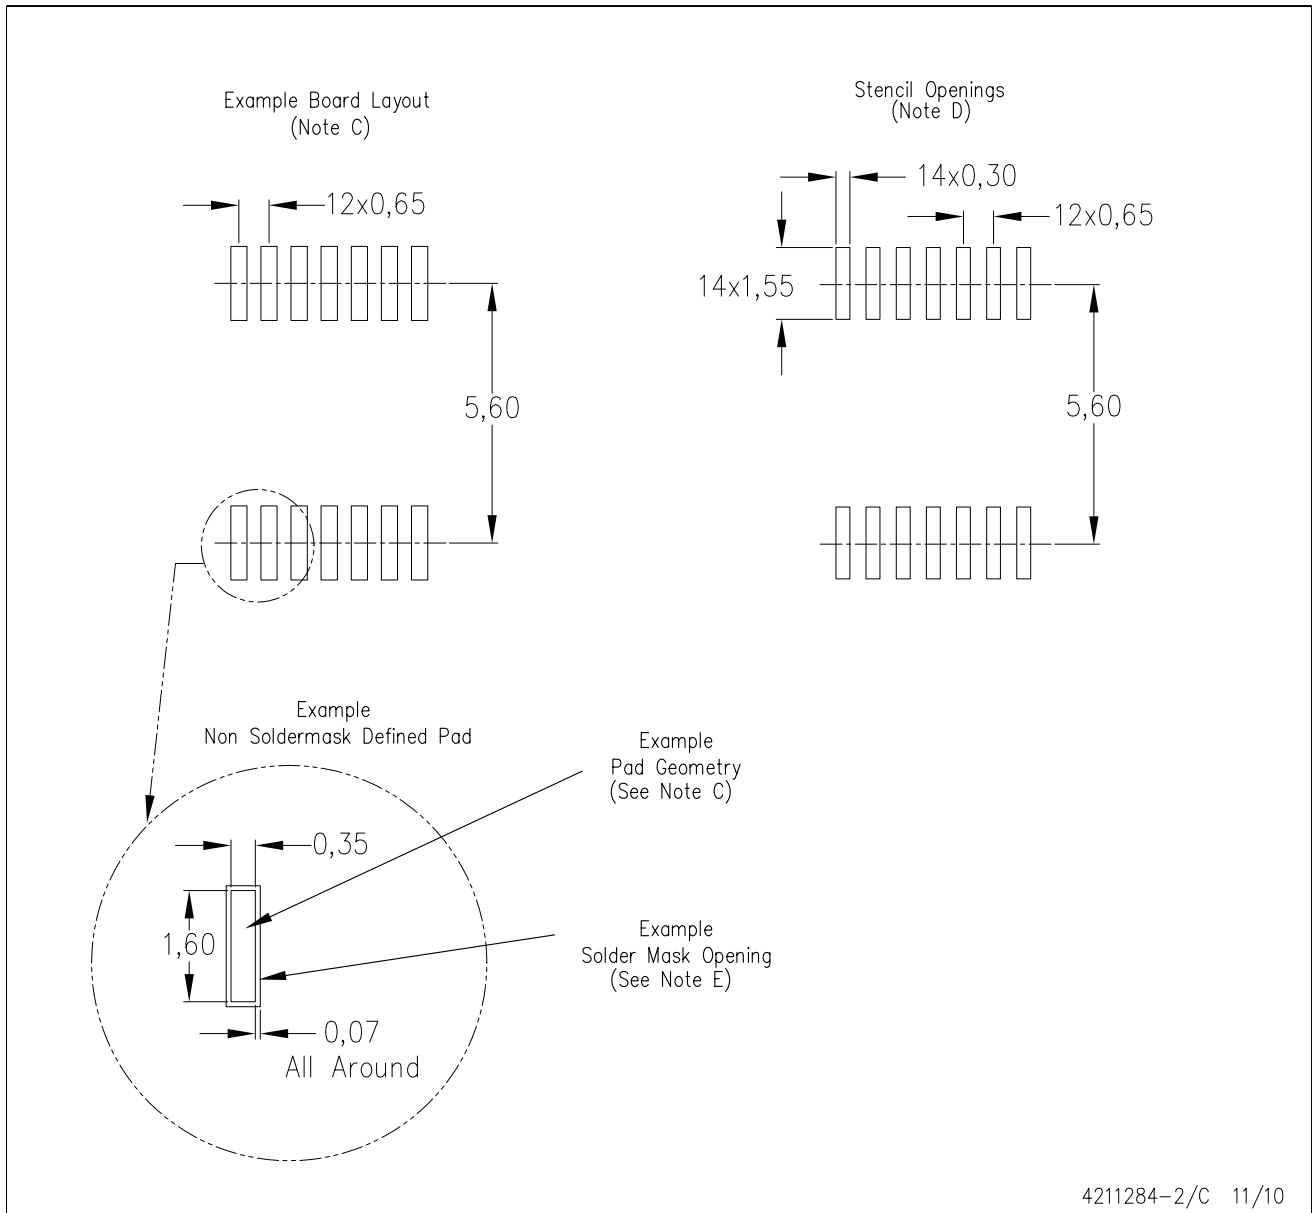 Example Board Layout
(Note C)
12x0,65
5,60
Stencil Openings
(Note D)
14x0,30
12x0,65
14x1,55
5,60
Example
Non Soldermask Defined Pad
0,35
1,60
0,07
All Around
Example
Pad Geometry
(See Note C)
Example
Solder Mask Opening
(See Note E)
4211284-2/C 11/10